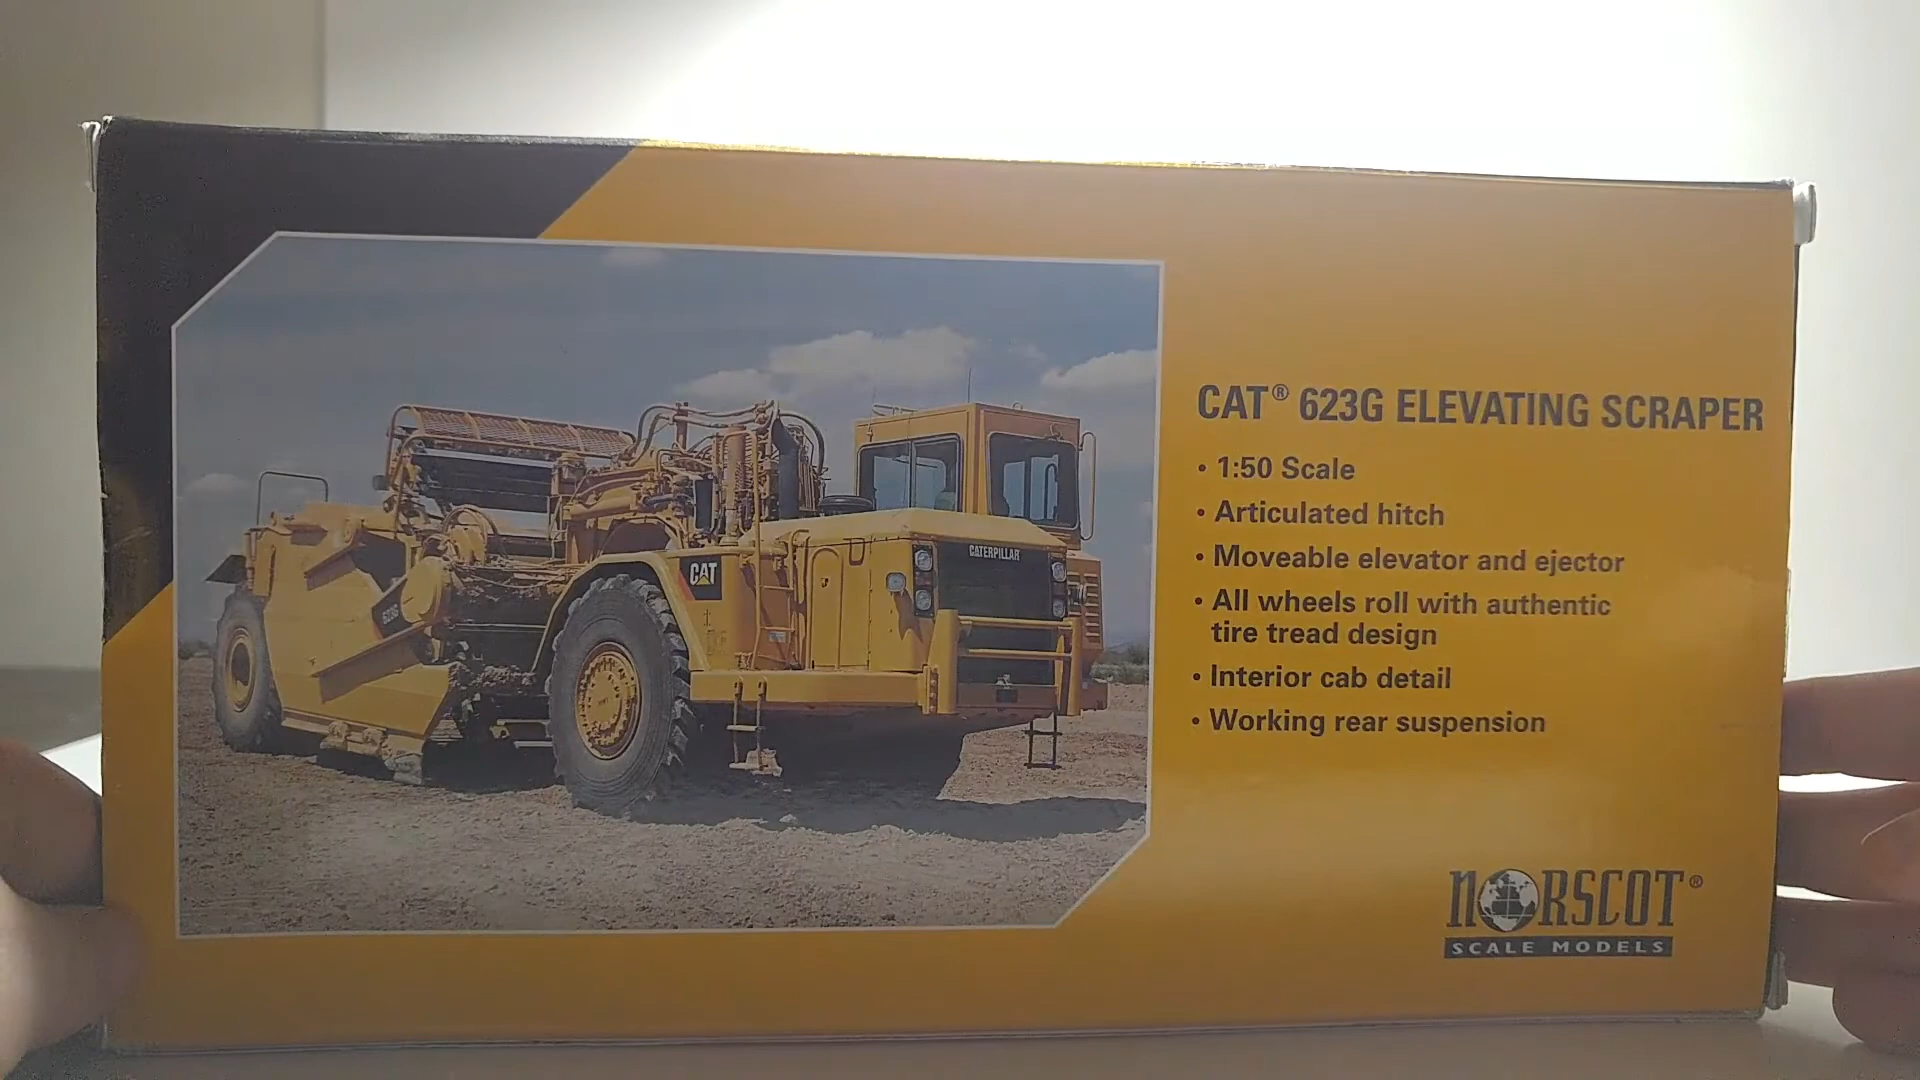 CAT® 623G ELEVATING SCRAPER
• 1:50 Scale
• Articulated hitch
• Moveable elevator and ejector
• All wheels roll with authentic
tire tread design
• Interior cab detail
• Working rear suspension
CATERPILLAR
CAT
623G
NORSCOT®
SCALE MODELS